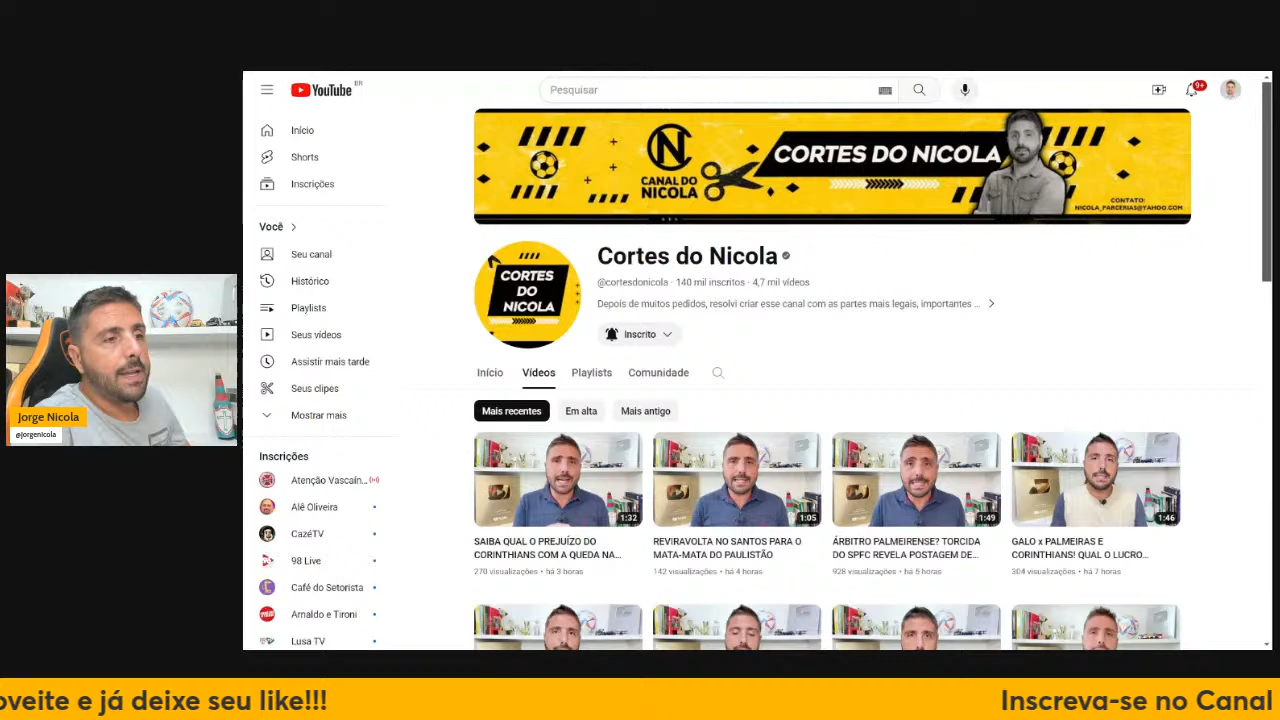 YouTube BR
Pesquisar
9+
Início
Shorts
Inscrições
Você
Seu canal
Histórico
Playlists
Seus vídeos
Assistir mais tarde
Seus clipes
Mostrar mais
Inscrições
Atenção Vascaín...
Alê Oliveira
CazéTV
98 Live
Café do Setorista
Arnaldo e Tironi
Lusa TV
CANAL DO
NICOLA
CORTES DO NICOLA
CONTATO:
NICOLA_PARCERIAS@YAHOO.COM
CORTES
DO
NICOLA
Cortes do Nicola
@cortesdonicola · 140 mil inscritos · 4,7 mil vídeos
Depois de muitos pedidos, resolvi criar esse canal com as partes mais legais, importantes ...
Inscrito
Início Vídeos Playlists Comunidade
Mais recentes Em alta Mais antigo
1:32
SAIBA QUAL O PREJUÍZO DO
CORINTHIANS COM A QUEDA NA...
270 visualizações • há 3 horas
1:05
REVIRAVOLTA NO SANTOS PARA O
MATA-MATA DO PAULISTÃO
142 visualizações • há 4 horas
1:49
ÁRBITRO PALMEIRENSE? TORCIDA
DO SPFC REVELA POSTAGEM DE...
928 visualizações • há 5 horas
1:46
GALO x PALMEIRAS E
CORINTHIANS! QUAL O LUCRO...
304 visualizações • há 7 horas
Jorge Nicola
@jorgenicola
oveite e já deixe seu like!!!
Inscreva-se no Canal